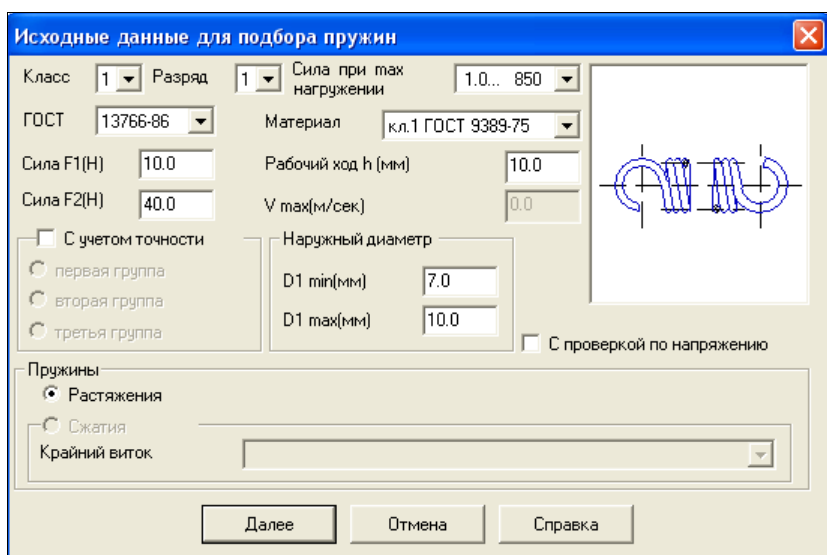 Исходные данные для подбора пружин
Класс 1 Разряд 1 Сила при max нагружении 1.0... 850
ГОСТ 13766-86 Материал кл.1 ГОСТ 9389-75
Сила F1(Н) 10.0 Рабочий ход h (мм) 10.0
Сила F2(Н) 40.0 V max(м/сек) 0.0
С учетом точности
первая группа
вторая группа
третья группа
Наружный диаметр
D1 min(мм) 7.0
D1 max(мм) 10.0
С проверкой по напряжению
Пружины
Растяжения
Сжатия
Крайний виток
Далее Отмена Справка